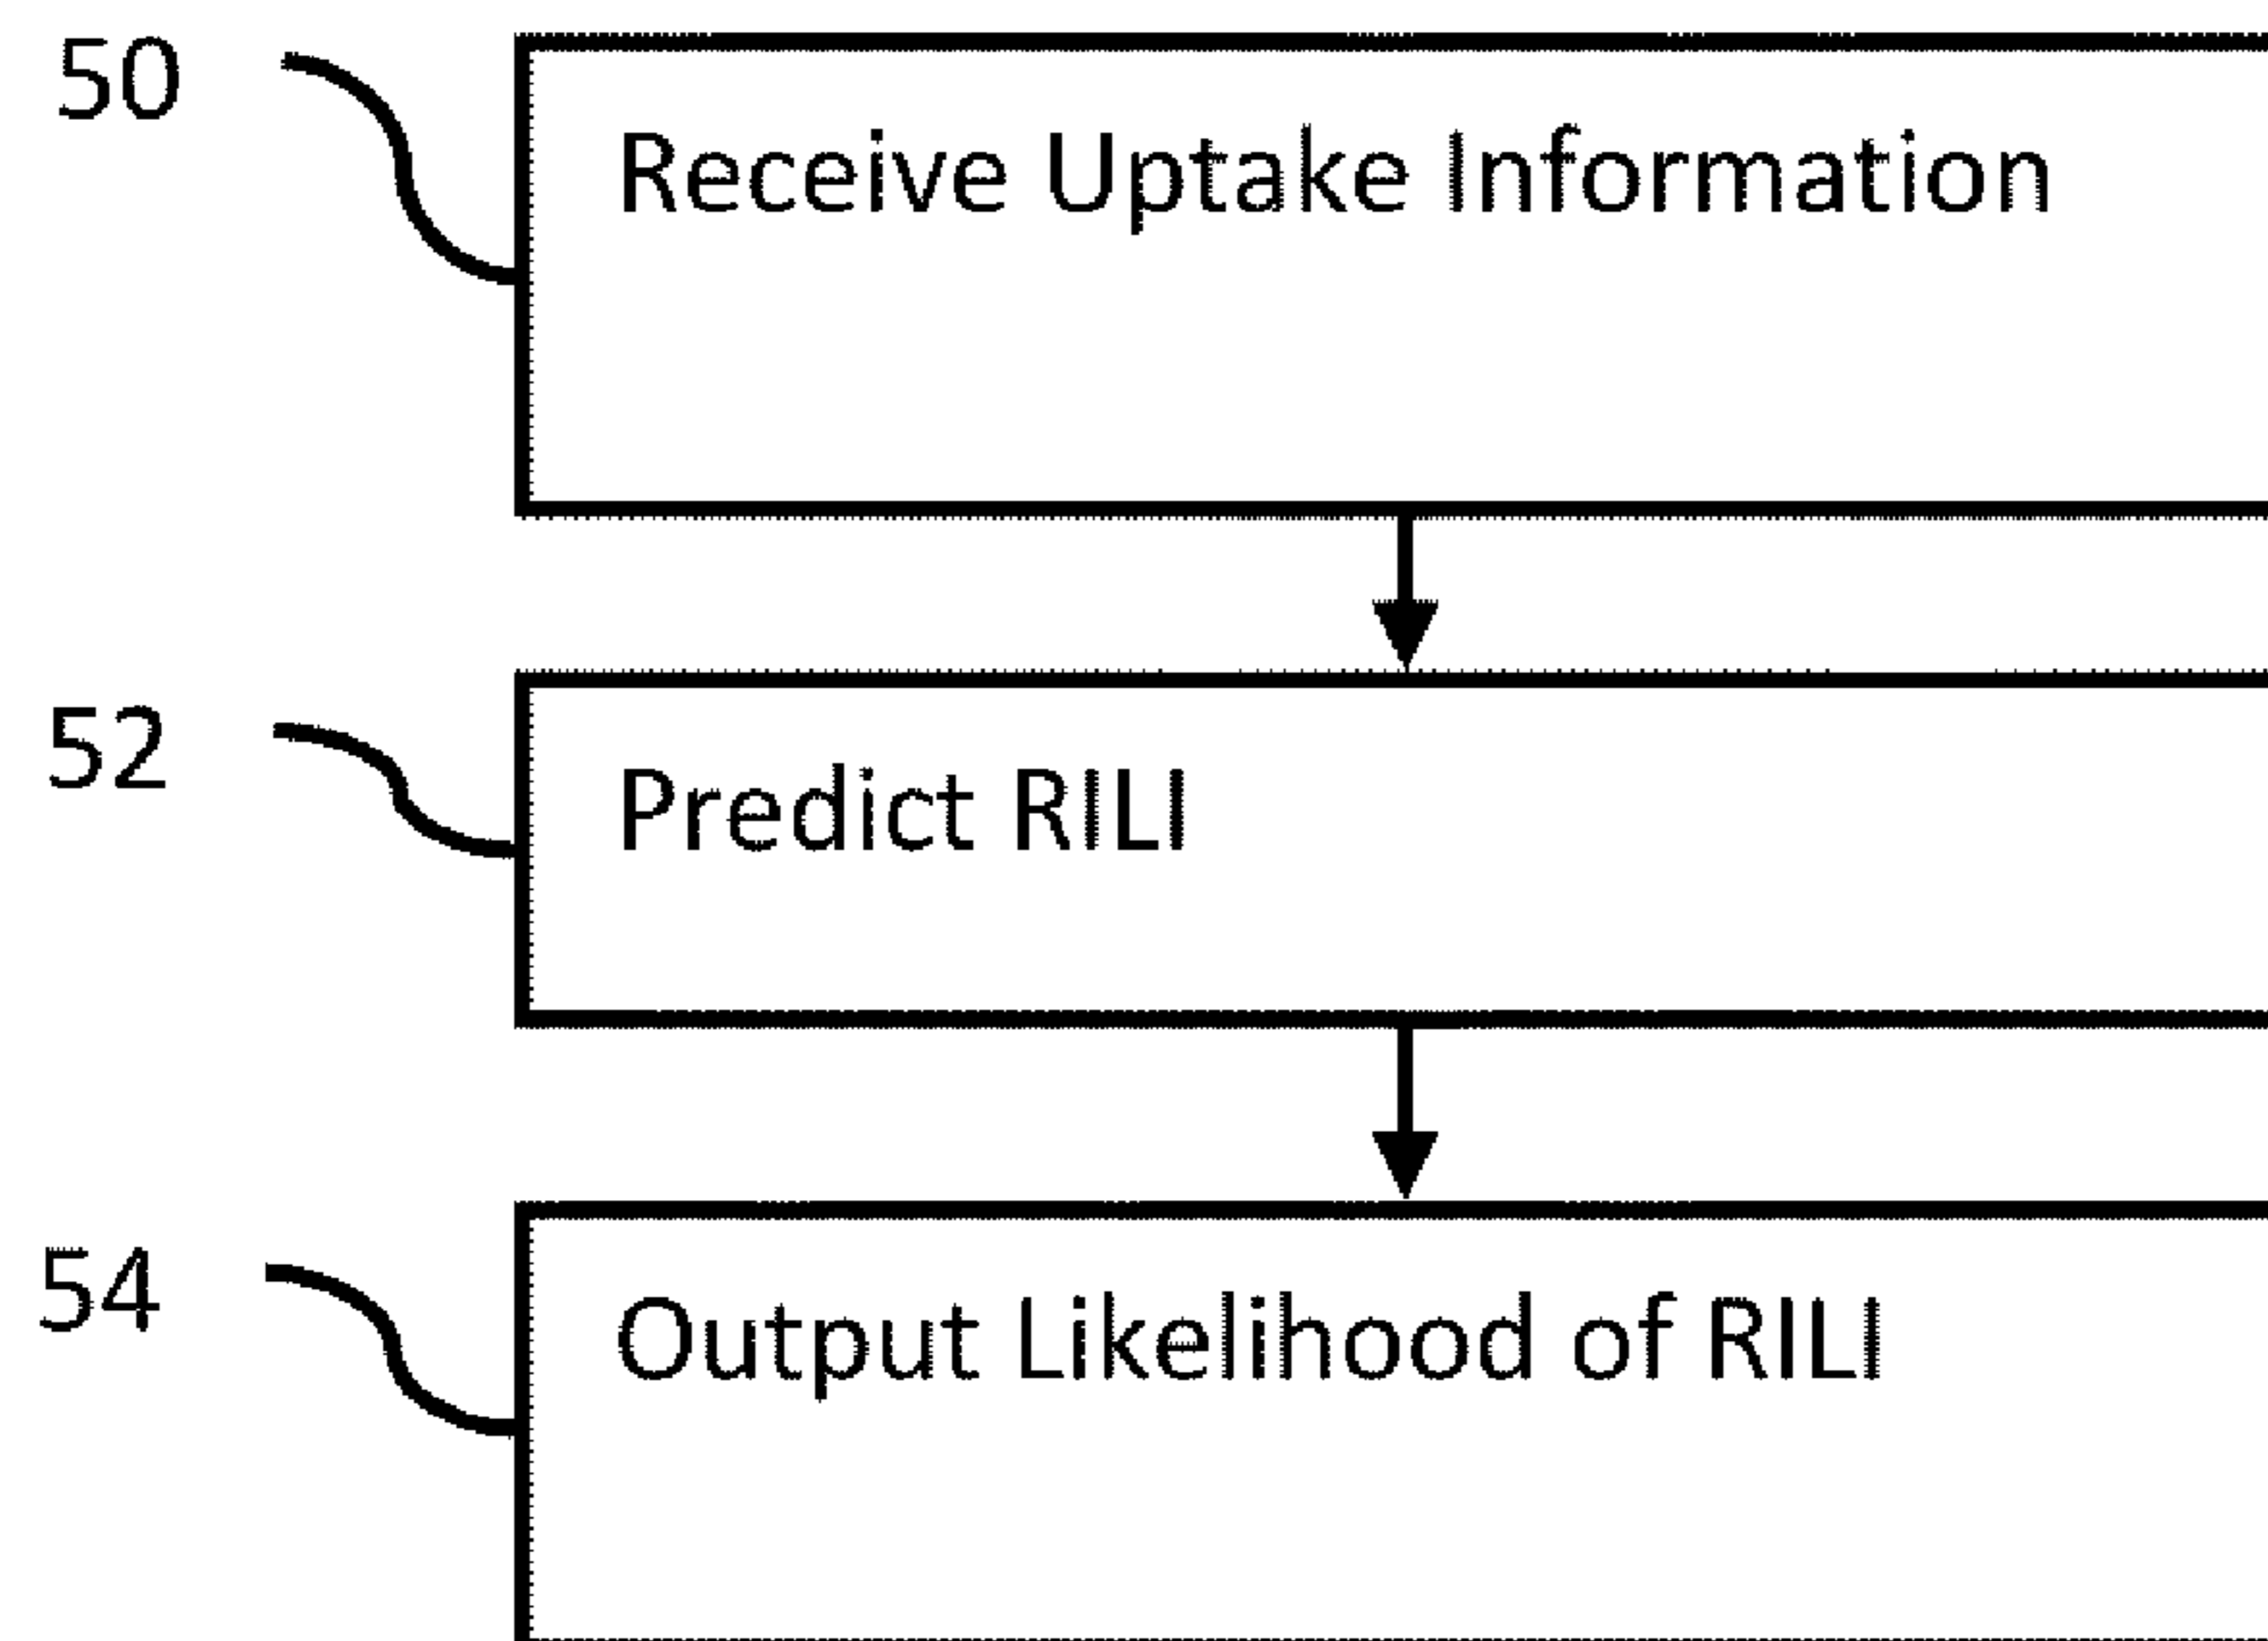 50
Receive Uptake Information
52
Predict RILI
54
Output Likelihood of RILI